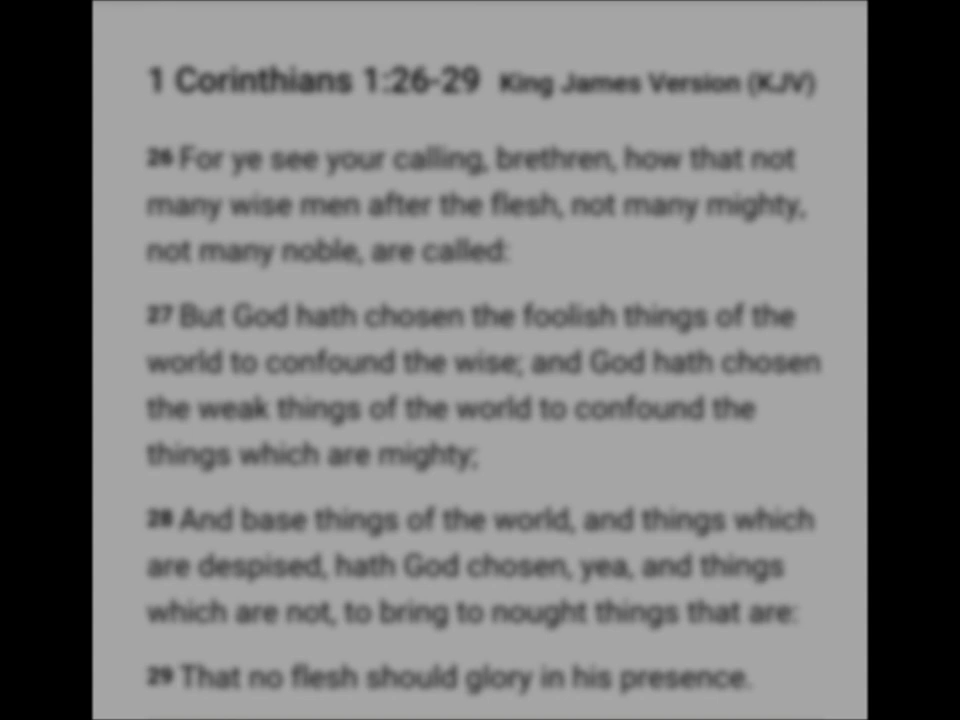 1 Corinthians 1:26-29 King James Version (KJV)
26 For ye see your calling, brethren, how that not
many wise men after the flesh, not many mighty,
not many noble, are called:
27 But God hath chosen the foolish things of the
world to confound the wise; and God hath chosen
the weak things of the world to confound the
things which are mighty;
28 And base things of the world, and things which
are despised, hath God chosen, yea, and things
which are not, to bring to nought things that are:
29 That no flesh should glory in his presence.